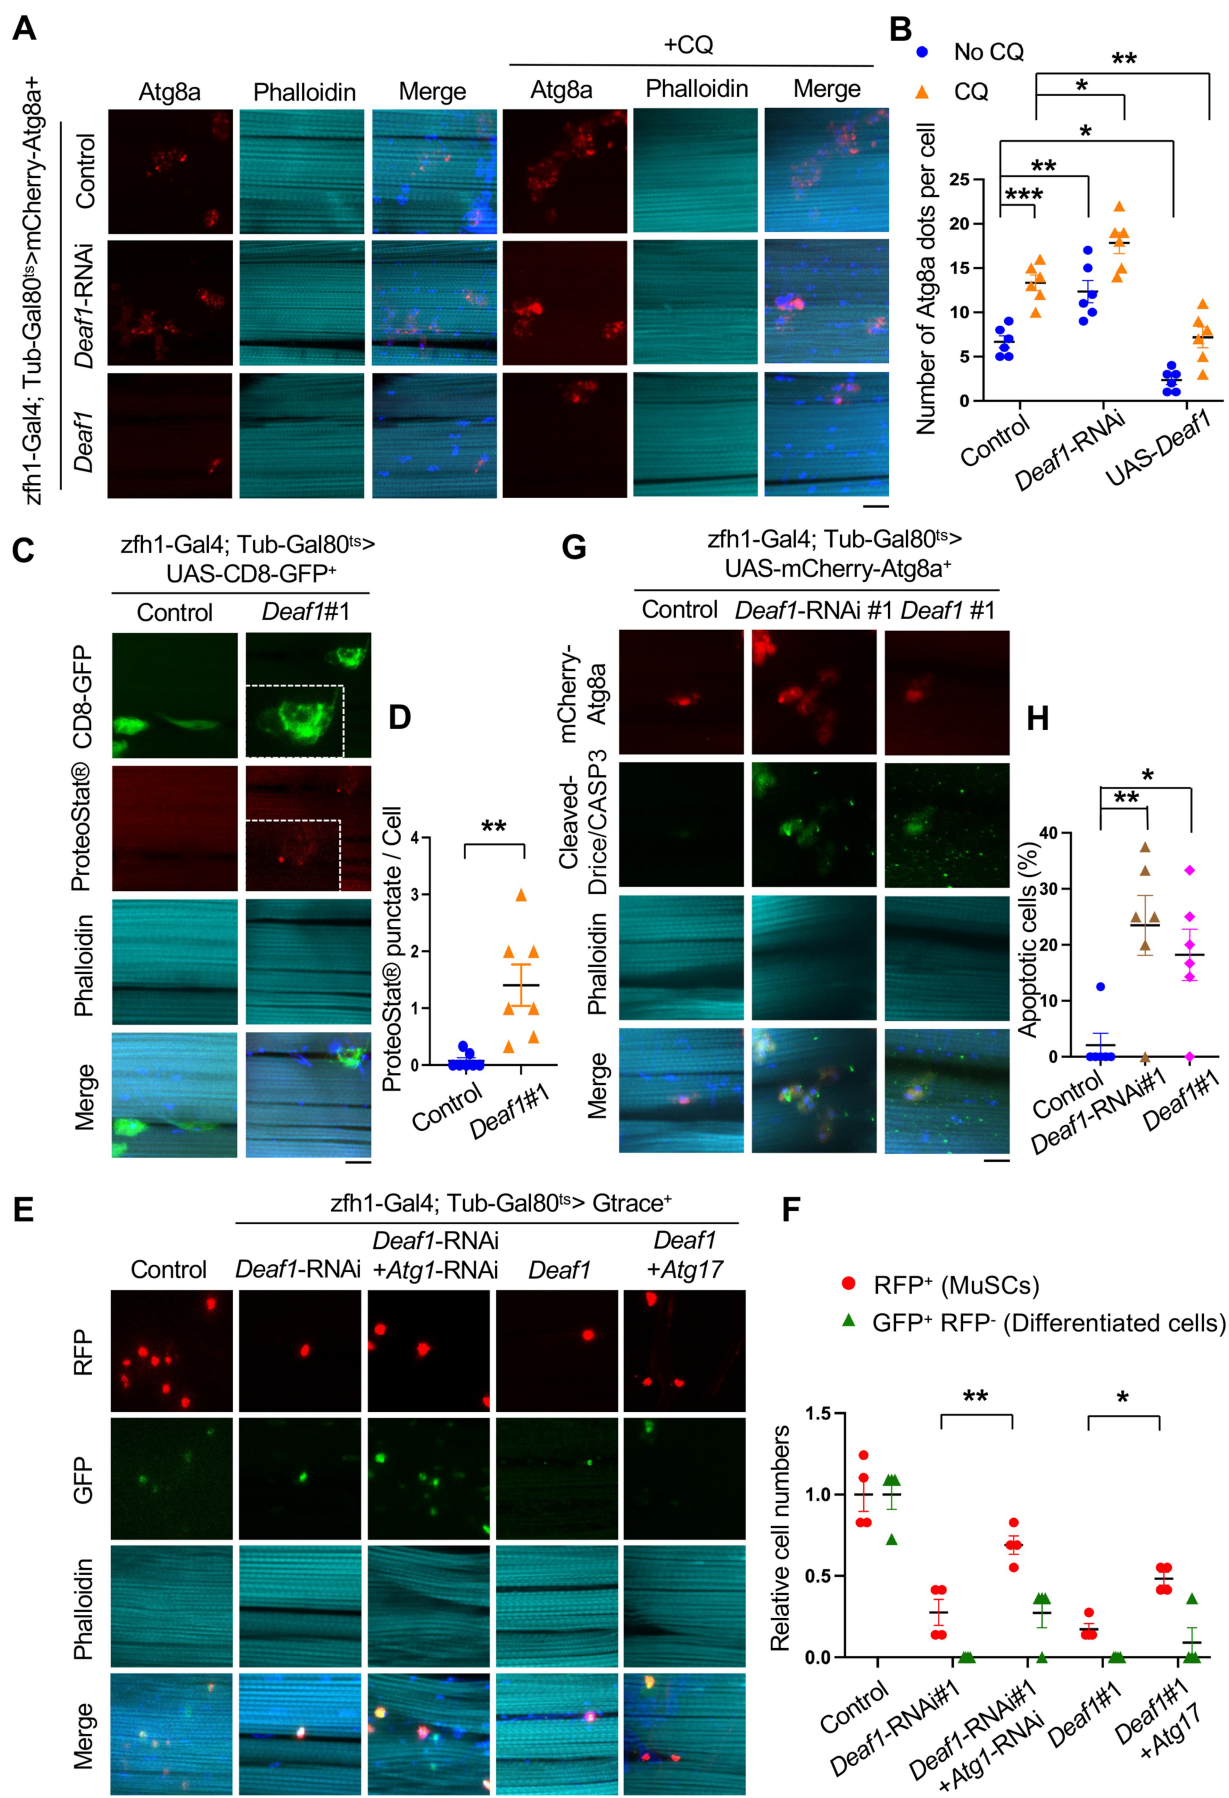 A
+CQ
Atg8a Phalloidin Merge Atg8a Phalloidin Merge
zfh1-Gal4; Tub-Gal80ts>mCherry-Atg8a+
Control
Deaf1-RNAi
Deaf1
B
No CQ
CQ
**
*
*
**
***
Number of Atg8a dots per cell
25
20
15
10
5
0
Control
Deaf1-RNAi
UAS-Deaf1
C
zfh1-Gal4; Tub-Gal80ts>
UAS-CD8-GFP+
Control Deaf1#1
CD8-GFP
ProteoStat®
Phalloidin
Merge
D
**
ProteoStat® punctate / Cell
4
3
2
1
0
Control
Deaf1#1
G
zfh1-Gal4; Tub-Gal80ts>
UAS-mCherry-Atg8a+
Control Deaf1-RNAi #1 Deaf1 #1
mCherry-
Atg8a
Cleaved-
Drice/CASP3
Phalloidin
Merge
H
*
**
Apoptotic cells (%)
40
30
20
10
0
Control
Deaf1-RNAi#1
Deaf1#1
E
zfh1-Gal4; Tub-Gal80ts> Gtrace+
Control
Deaf1-RNAi
Deaf1-RNAi
+Atg1-RNAi
Deaf1
Deaf1
+Atg17
RFP
GFP
Phalloidin
Merge
F
RFP+ (MuSCs)
GFP+ RFP- (Differentiated cells)
**
*
Relative cell numbers
1.5
1.0
0.5
0.0
Control
Deaf1-RNAi#1
Deaf1-RNAi#1
+Atg1-RNAi
Deaf1#1
Deaf1#1
+Atg17